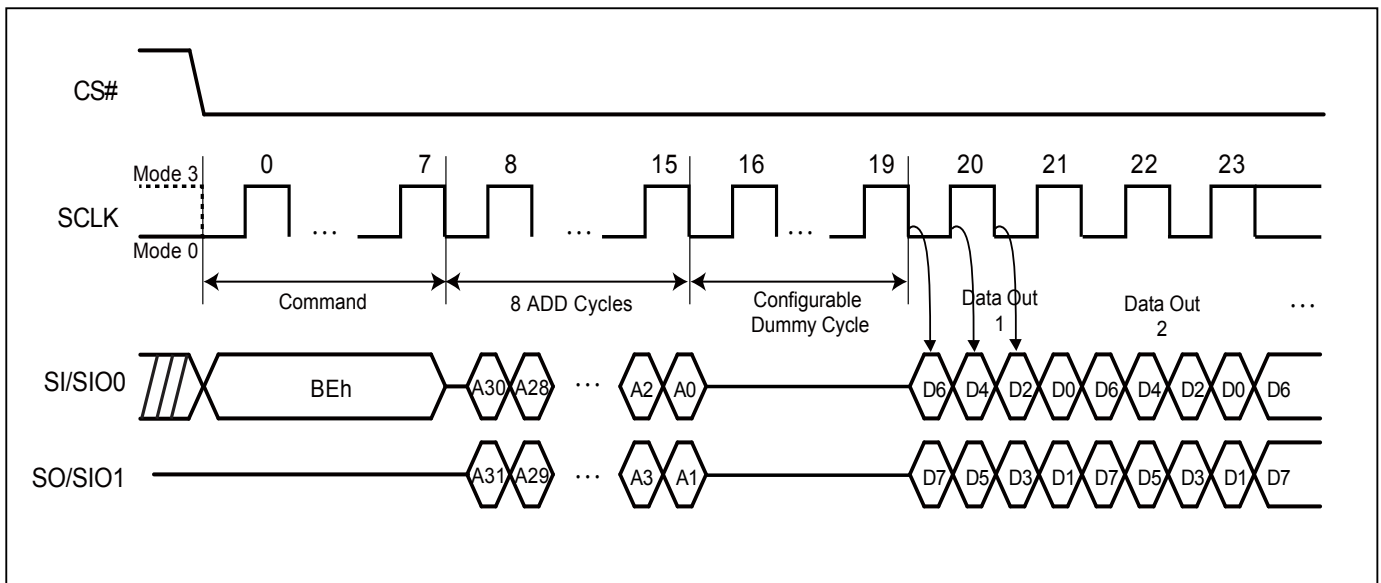 CS#
0 7 8 15 16 19 20 21 22 23
Mode 3
SCLK
... ... ...
Mode 0
Command
8 ADD Cycles
Configurable
Dummy Cycle
Data Out
1
Data Out
2
...
SI/SIO0 BEh A30 A28 ... A2 A0 D6 D4 D2 D0 D6 D4 D2 D0 D6
SO/SIO1 A31 A29 ... A3 A1 D7 D5 D3 D1 D7 D5 D3 D1 D7